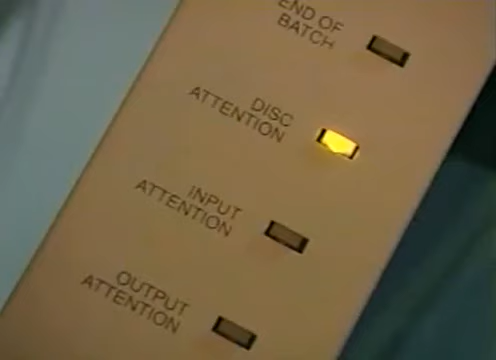 END OF
BATCH
DISC
ATTENTION
INPUT
ATTENTION
OUTPUT
ATTENTION